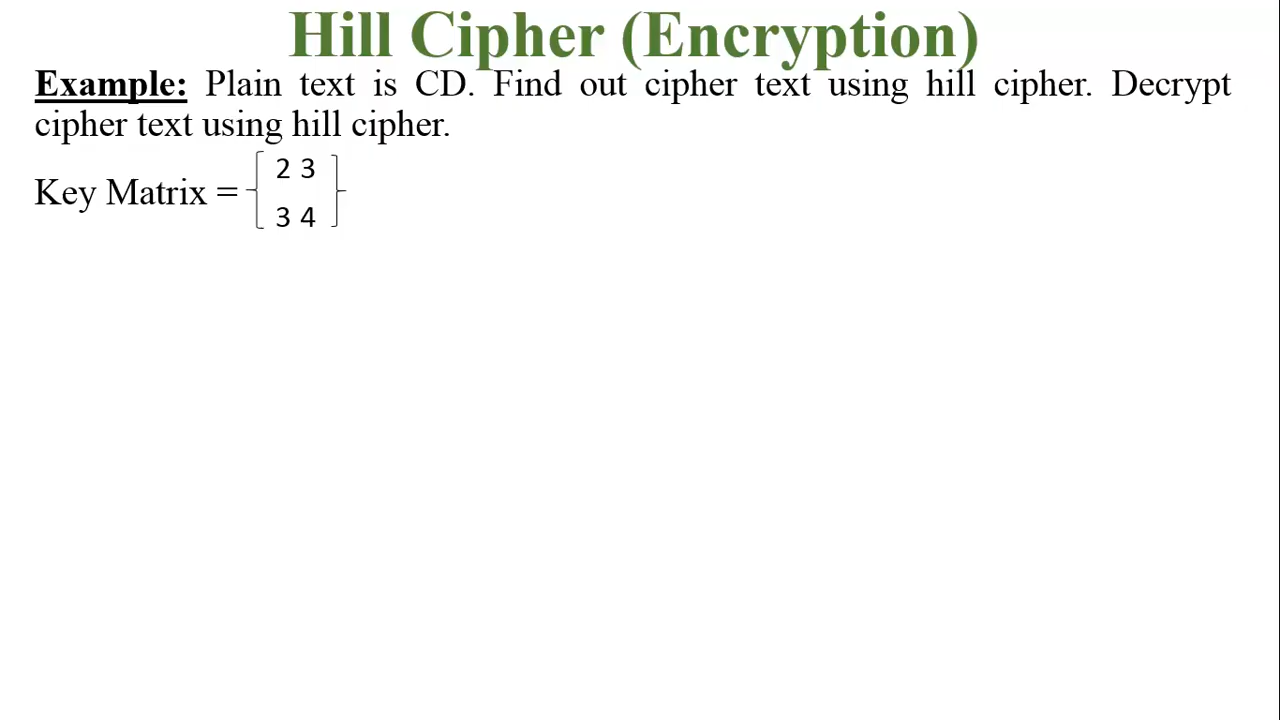 Hill Cipher (Encryption)
Example: Plain text is CD. Find out cipher text using hill cipher. Decrypt
cipher text using hill cipher.
Key Matrix =
2 3
3 4